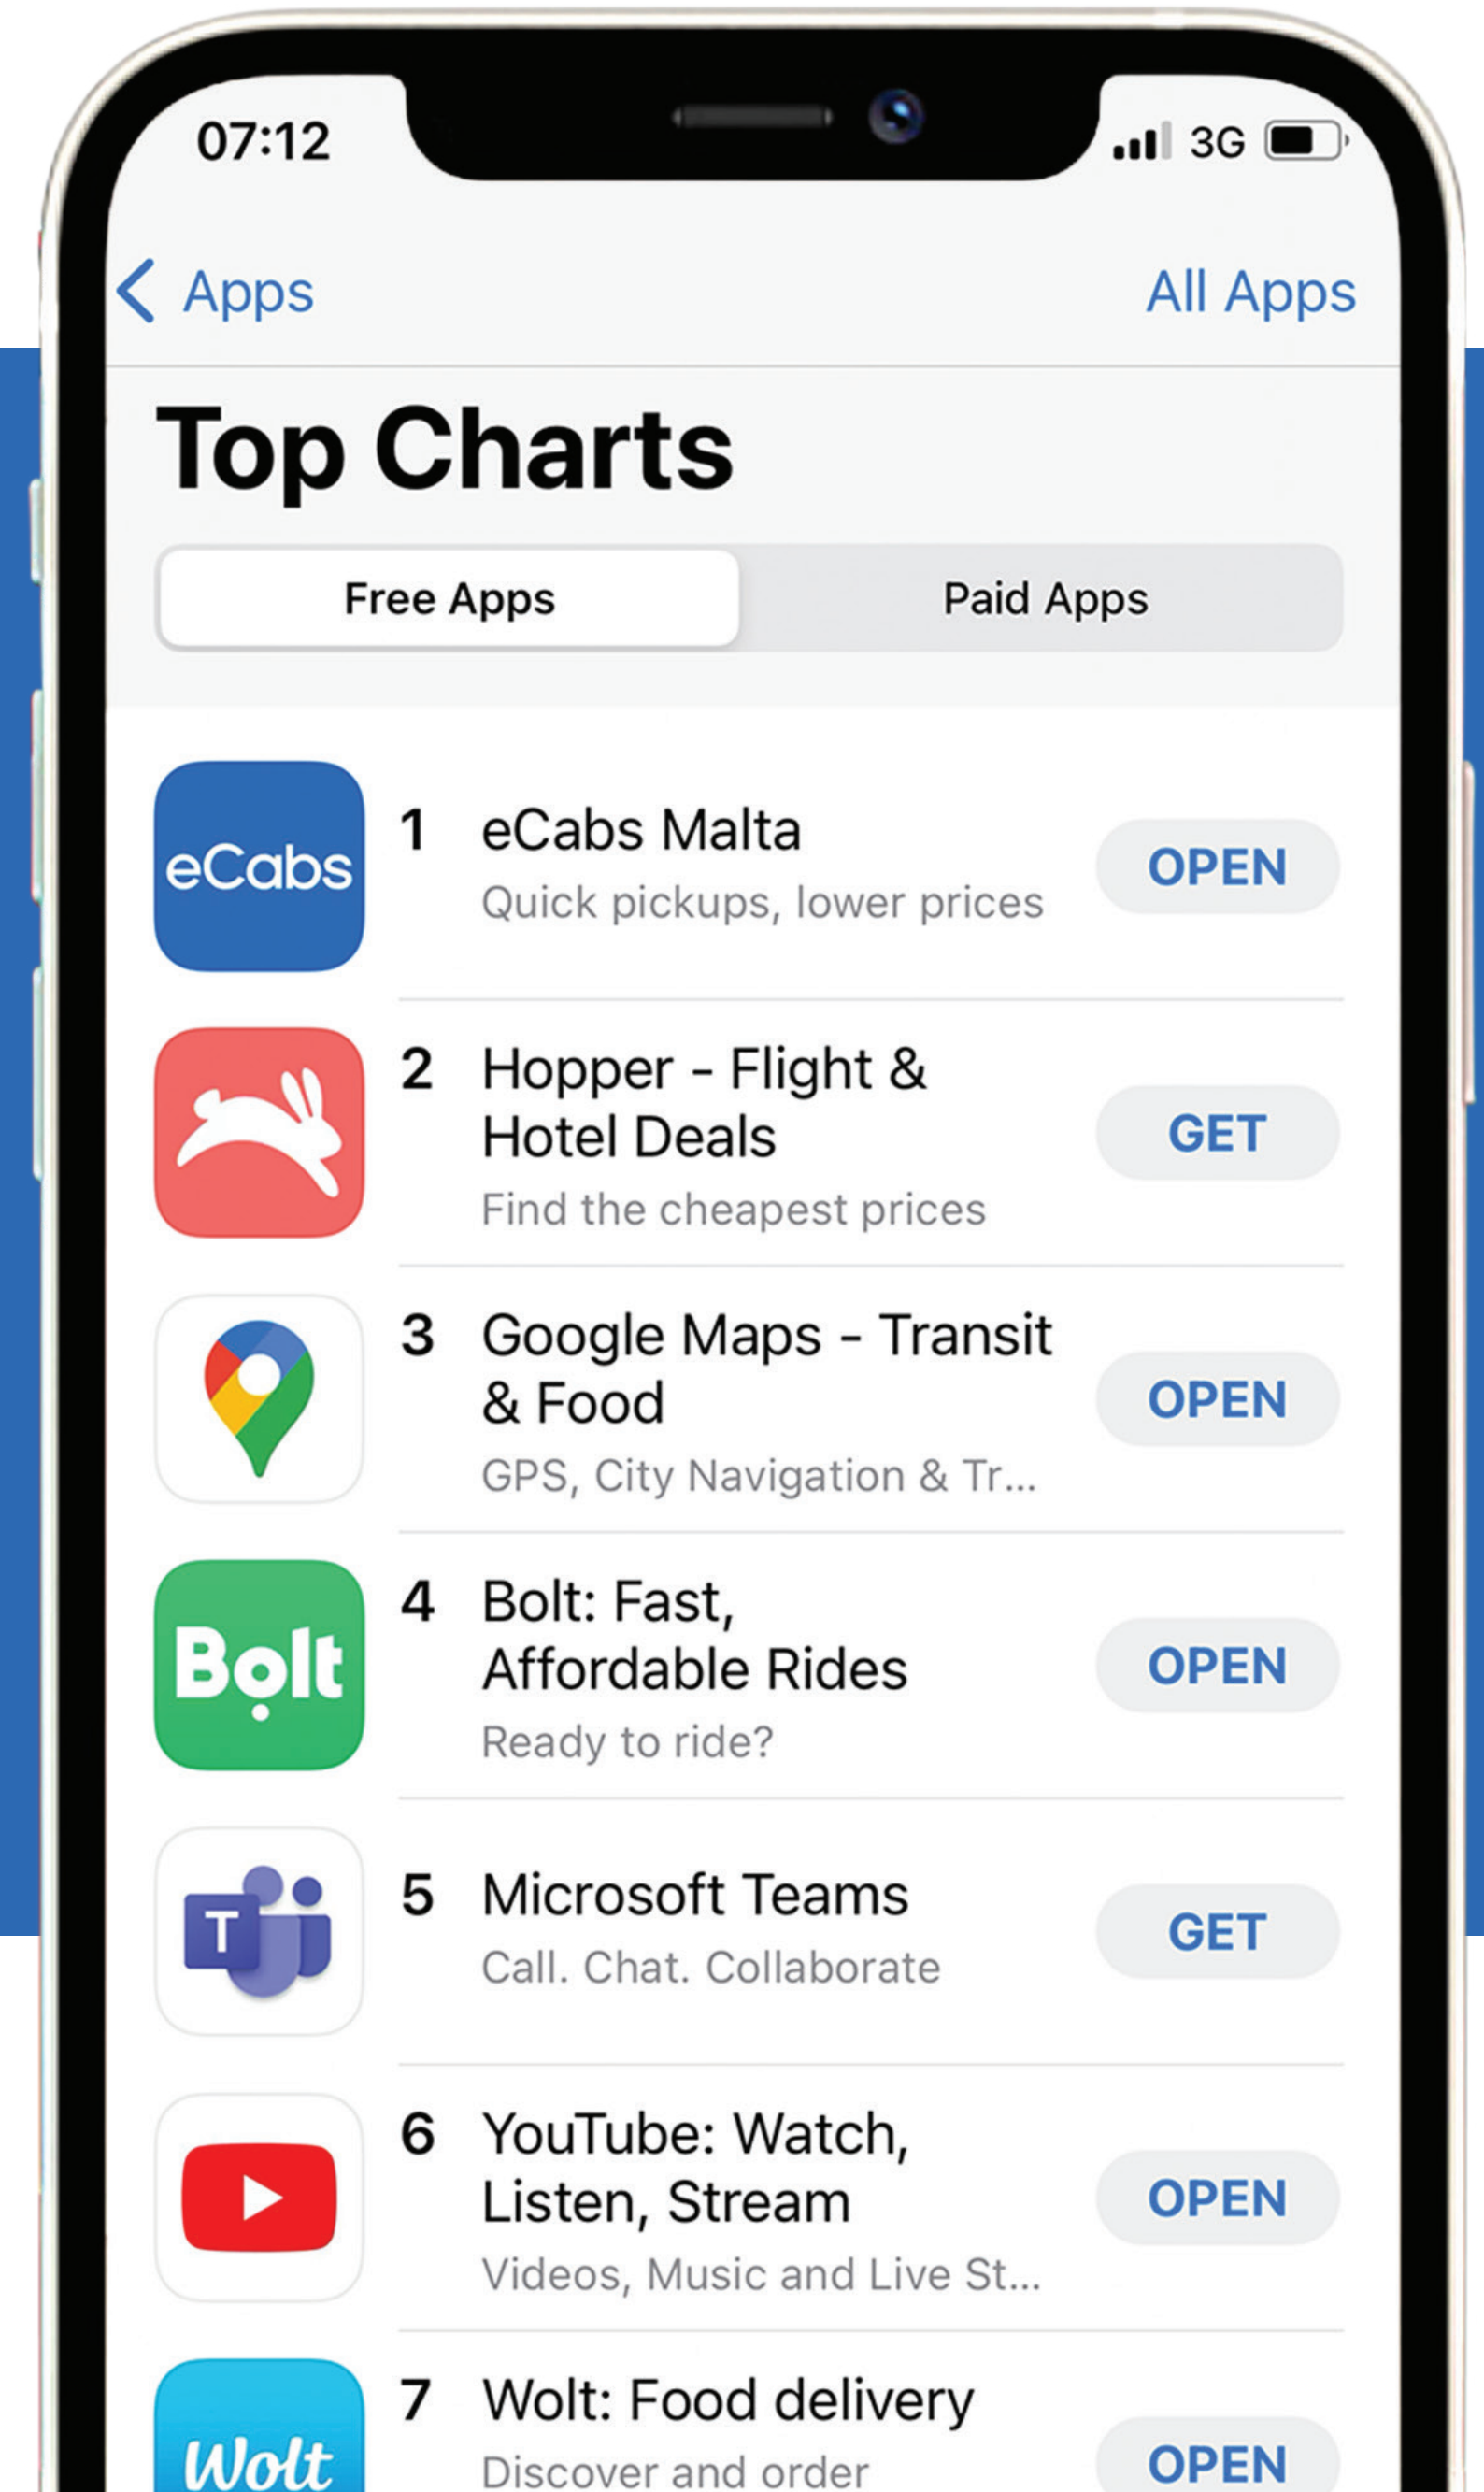 07:12
3G
Apps
All Apps
Top Charts
Free Apps
Paid Apps
eCabs
1 eCabs Malta
Quick pickups, lower prices
OPEN
2 Hopper - Flight &
Hotel Deals
Find the cheapest prices
GET
3 Google Maps - Transit
& Food
GPS, City Navigation & Tr...
OPEN
Bolt
4 Bolt: Fast,
Affordable Rides
Ready to ride?
OPEN
T
5 Microsoft Teams
Call. Chat. Collaborate
GET
6 YouTube: Watch,
Listen, Stream
Videos, Music and Live St...
OPEN
Wolt
7 Wolt: Food delivery
Discover and order
OPEN